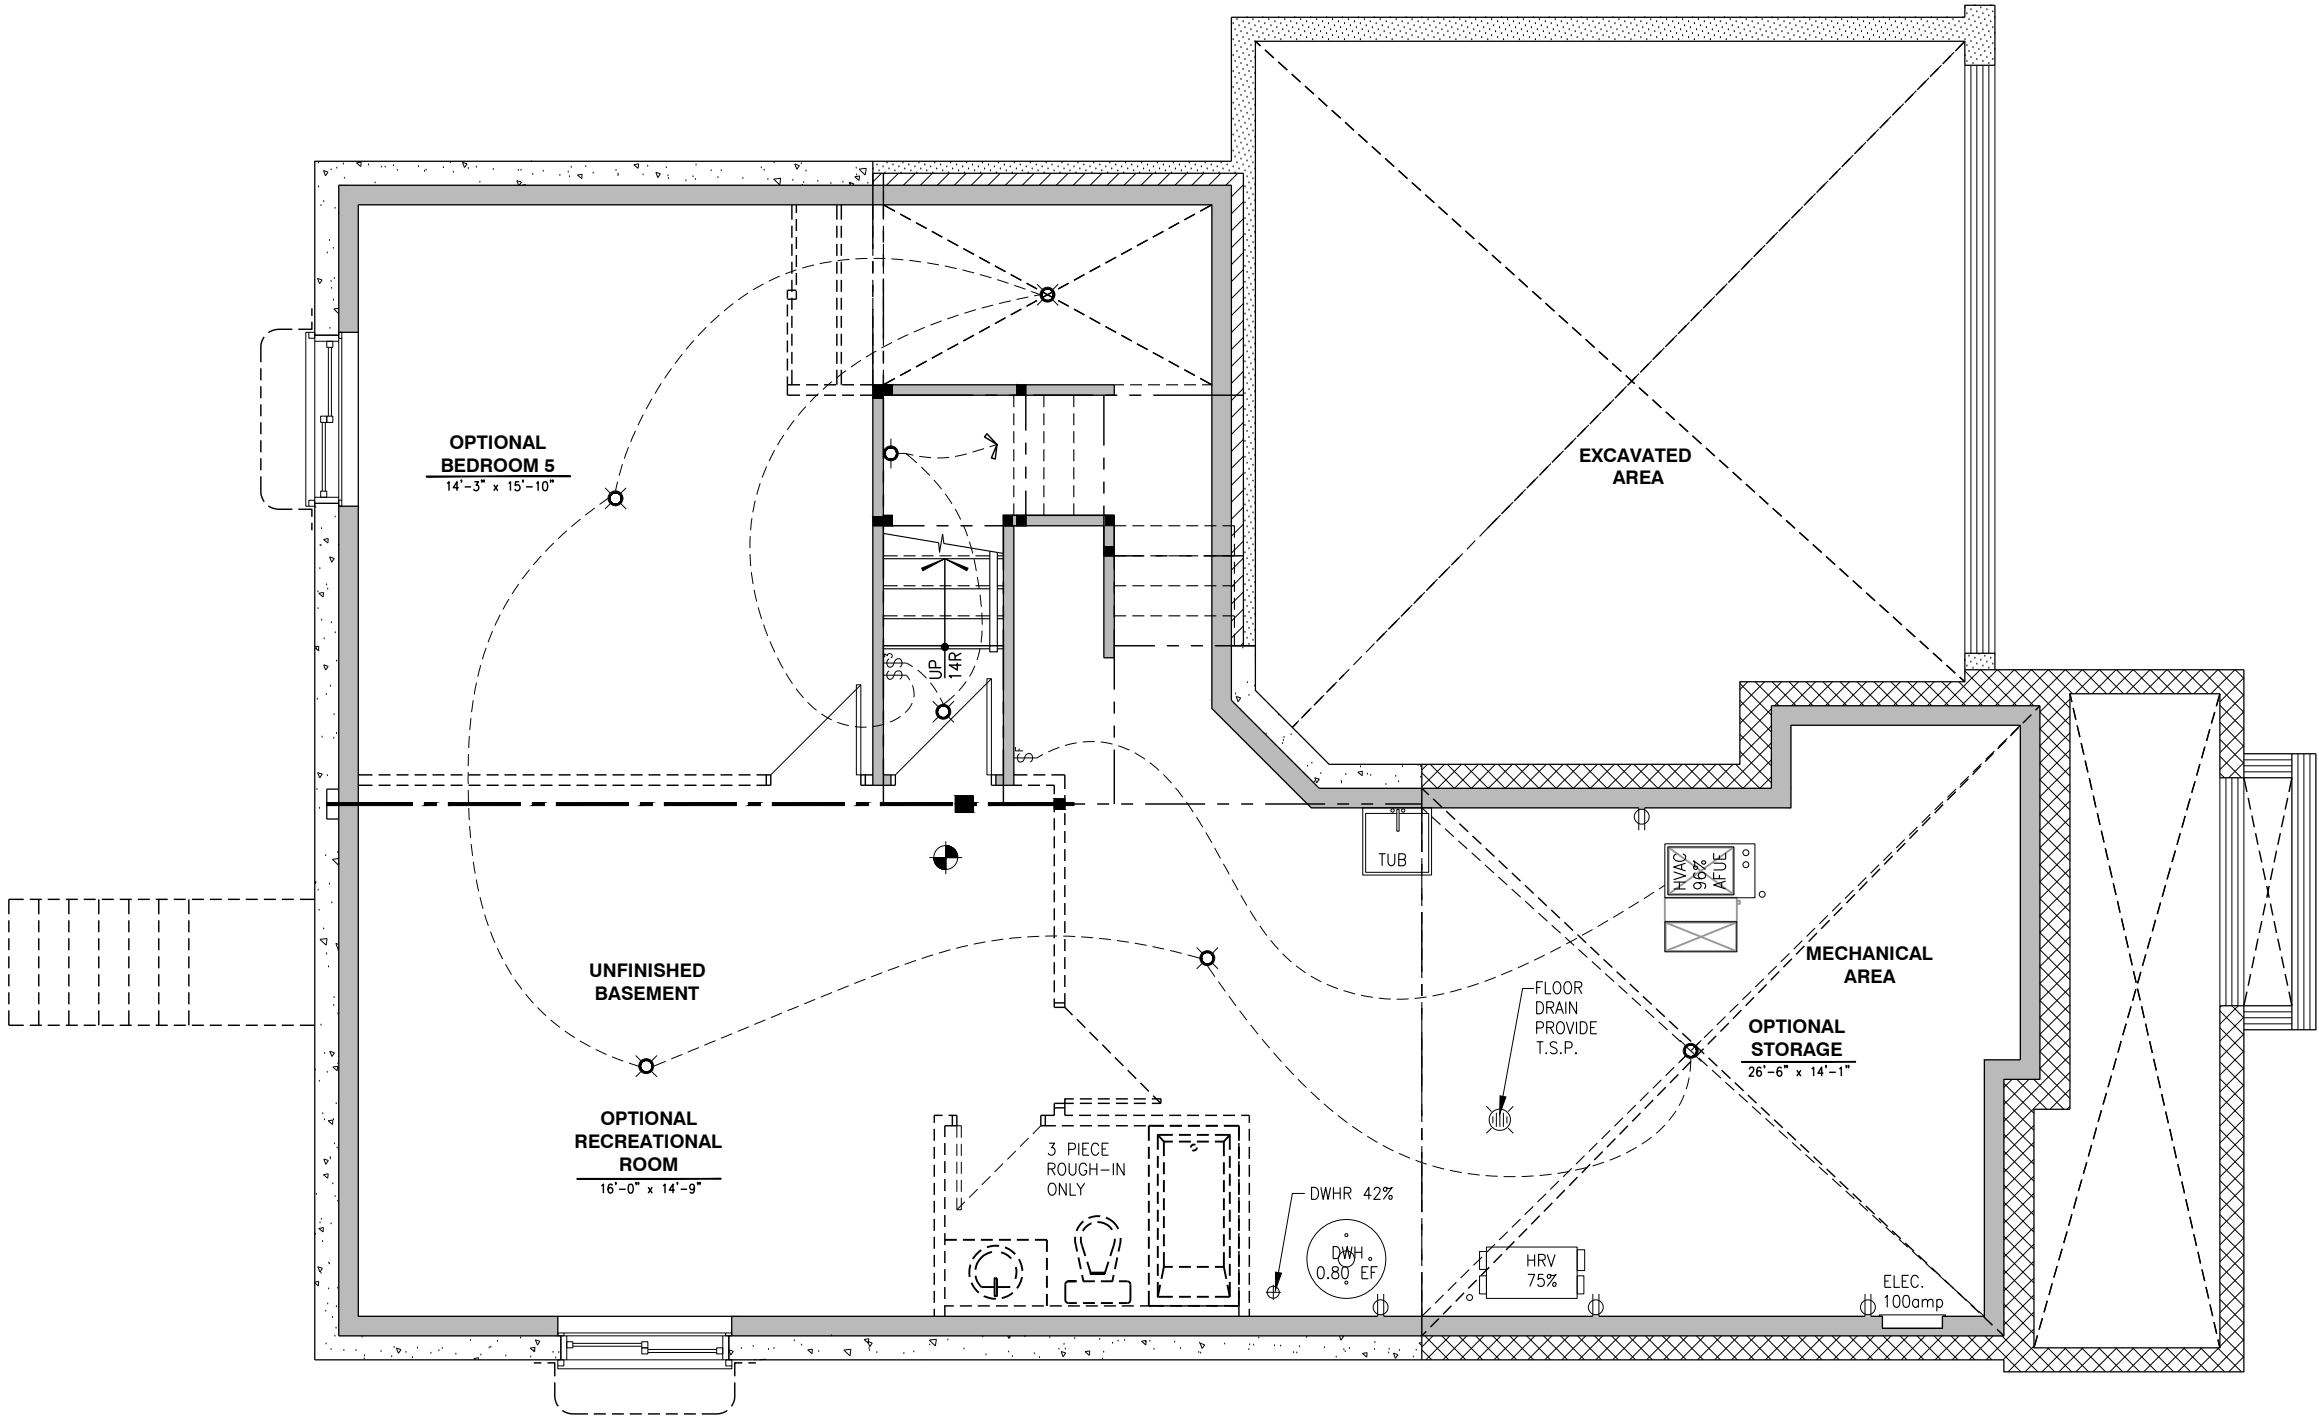 OPTIONAL
BEDROOM 5
14'-3" x 15'-10"
EXCAVATED
AREA
UP
14R
$$3
$F
TUB
HVAC
96%
AFUE
UNFINISHED
BASEMENT
MECHANICAL
AREA
FLOOR
DRAIN
PROVIDE
T.S.P.
OPTIONAL
STORAGE
26'-6" x 14'-1"
OPTIONAL
RECREATIONAL
ROOM
16'-0" x 14'-9"
3 PIECE
ROUGH-IN
ONLY
DWHR 42%
DWH
0.80 EF
HRV
75%
ELEC.
100amp